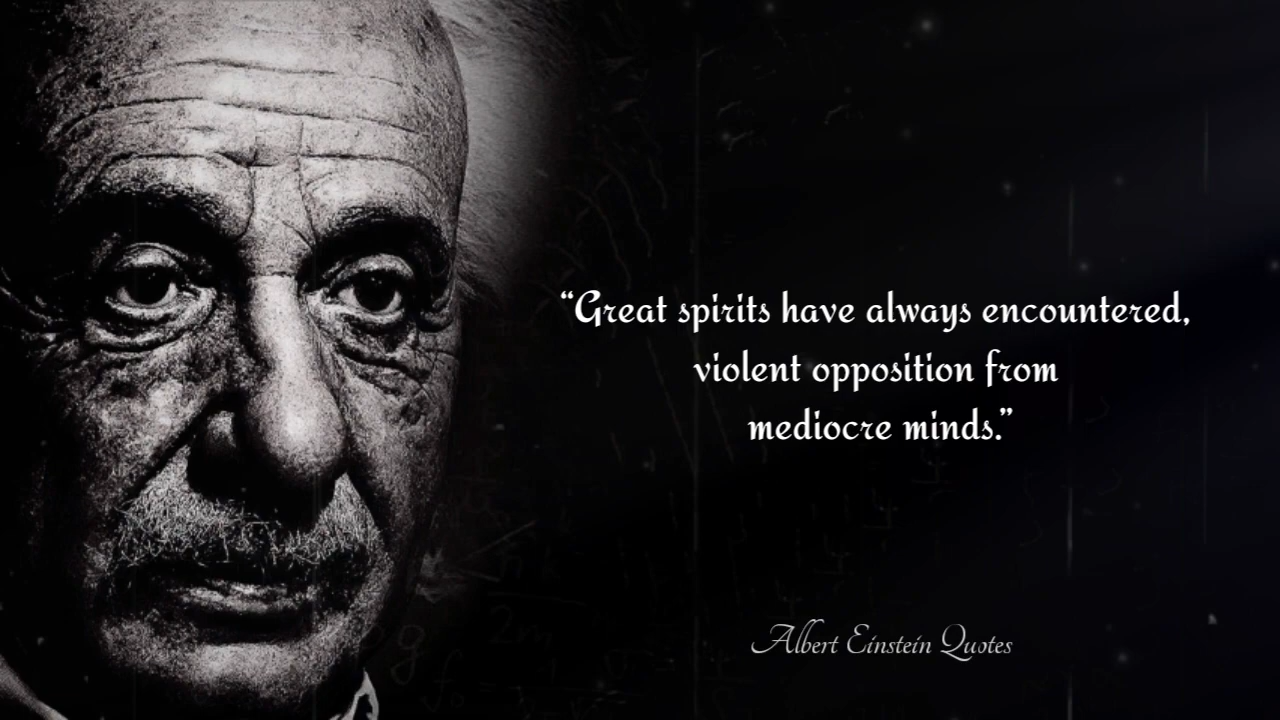 “Great spirits have always encountered,
violent opposition from
mediocre minds.”
Albert Einstein Quotes